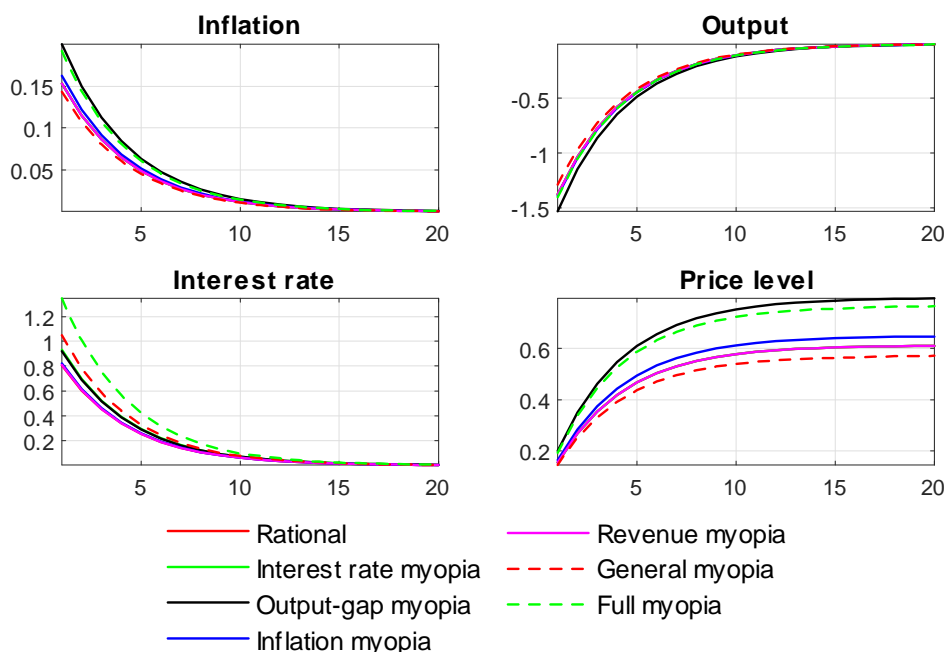 Inflation
0.15
0.1
0.05
5 10 15 20
Output
-0.5
-1
-1.5
5 10 15 20
Interest rate
1.2
1
0.8
0.6
0.4
0.2
5 10 15 20
Price level
0.6
0.4
0.2
5 10 15 20
Rational
Interest rate myopia
Output-gap myopia
Inflation myopia
Revenue myopia
General myopia
Full myopia